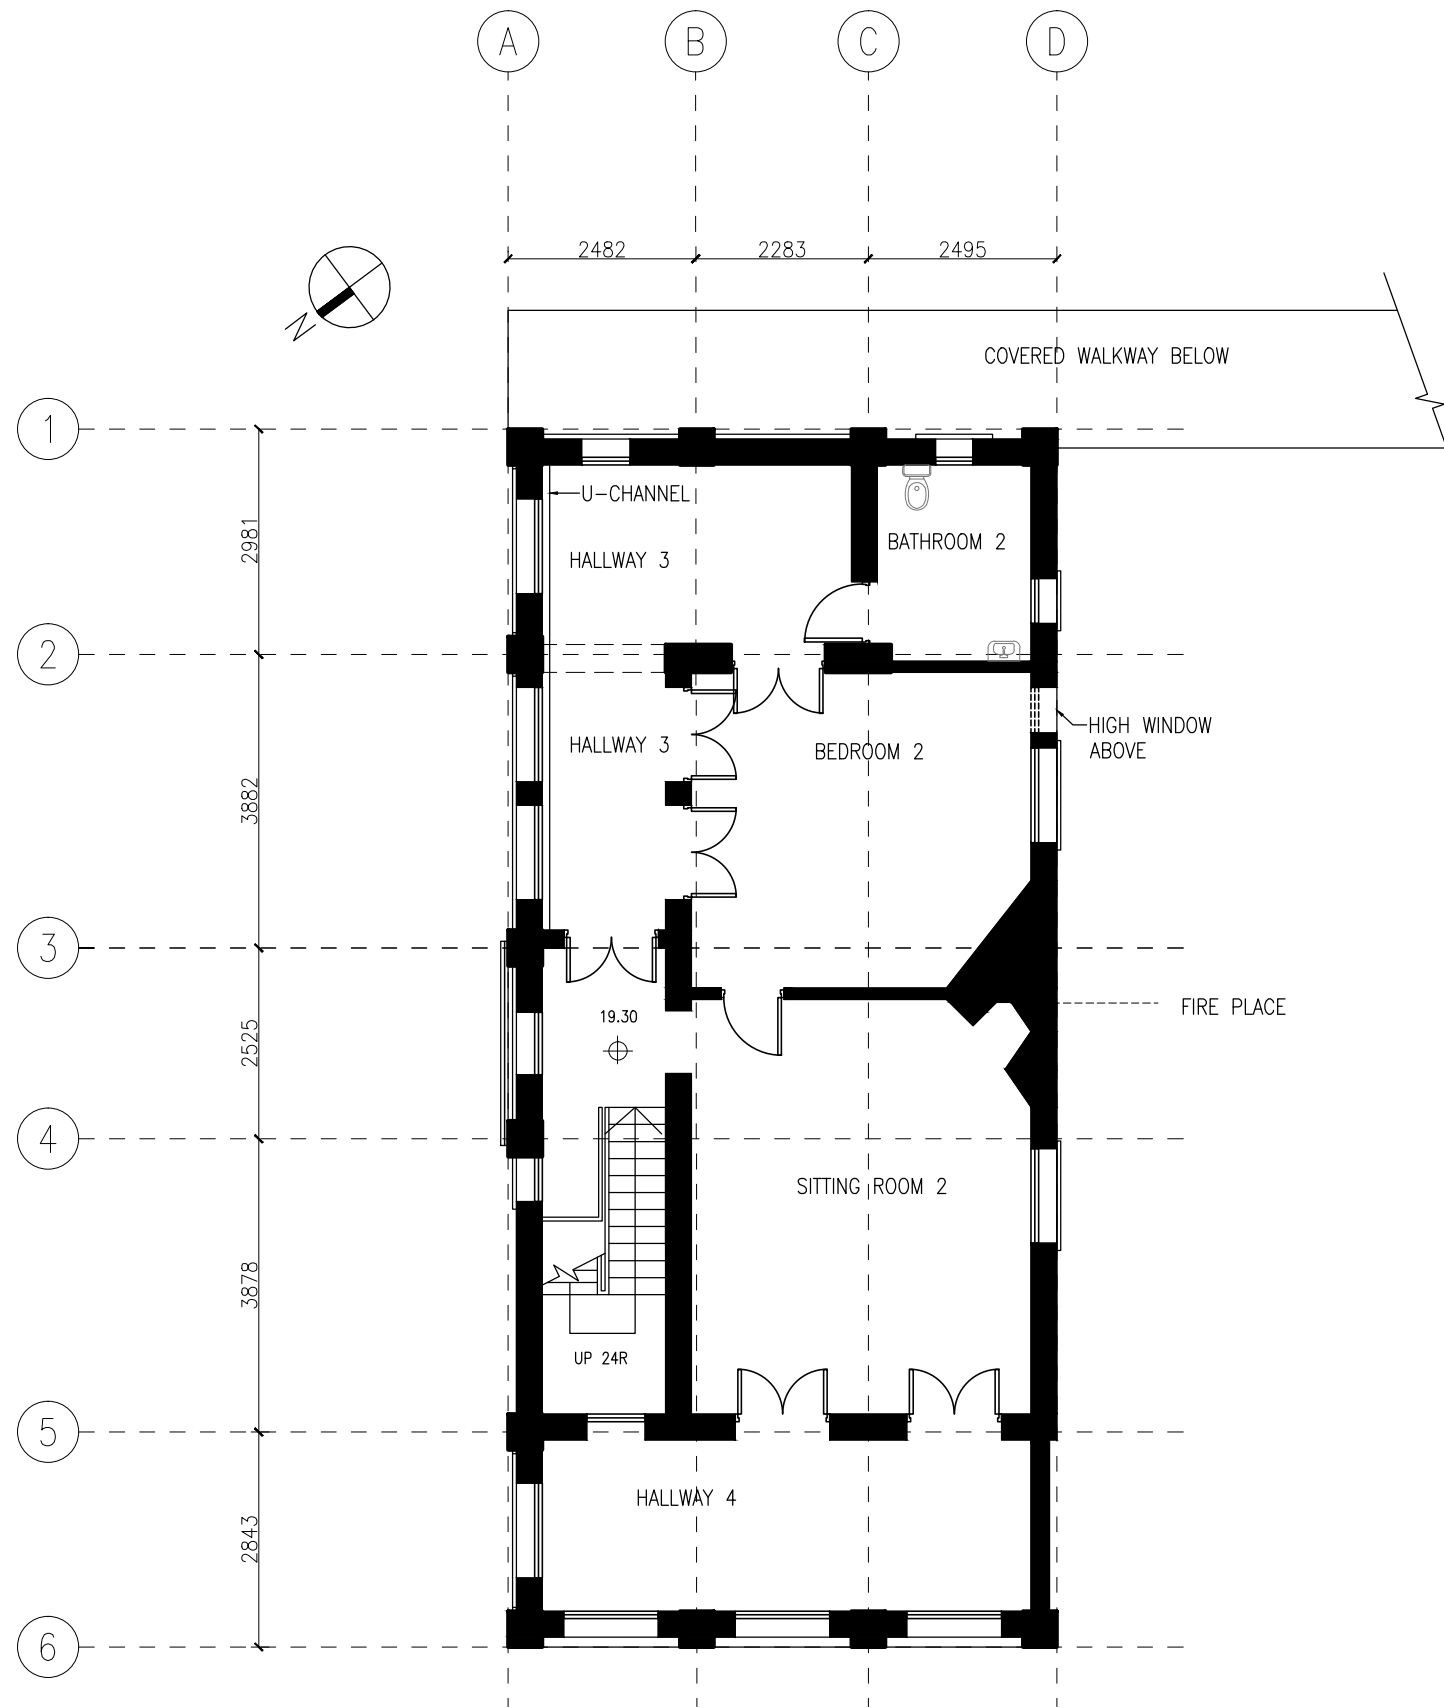 A B C D
2482 2283 2495
N
COVERED WALKWAY BELOW
1
U-CHANNEL
2981
BATHROOM 2
HALLWAY 3
2
HIGH WINDOW
ABOVE
HALLWAY 3
BEDROOM 2
3882
3
FIRE PLACE
19.30
2525
4
SITTING ROOM 2
3878
UP 24R
5
HALLWAY 4
2843
6